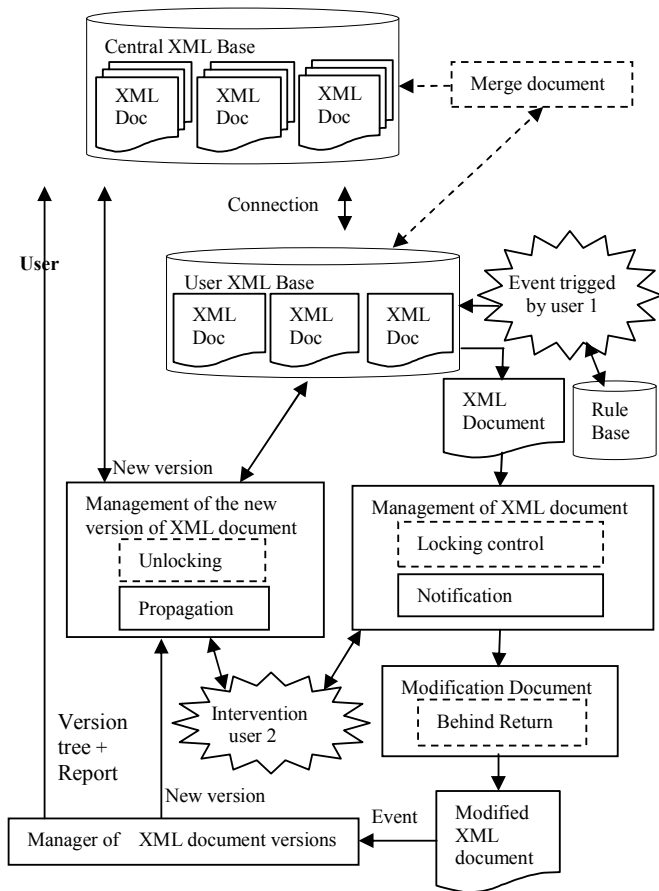 Central XML Base
XML
Doc
XML
Doc
XML
Doc
Merge document
Connection
User
User XML Base
XML
Doc
XML
Doc
XML
Doc
Event trigged
by user 1
XML
Document
Rule
Base
New version
Management of the new
version of XML document
Unlocking
Propagation
Management of XML document
Locking control
Notification
Intervention
user 2
Modification Document
Behind Return
Version
tree +
Report
New version
Manager of XML document versions
Event
Modified
XML
document